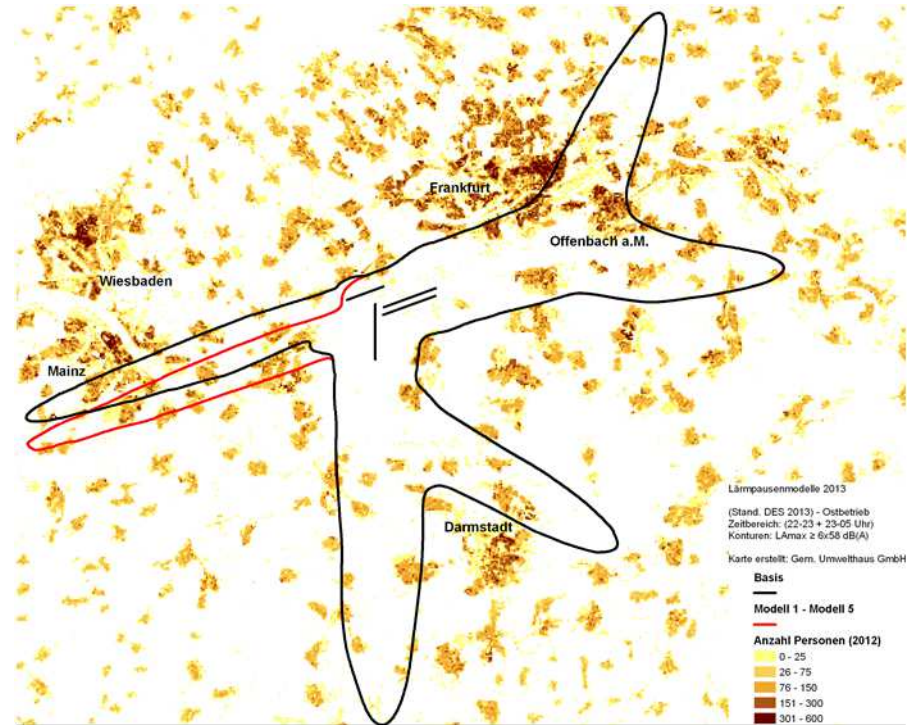 Frankfurt
Offenbach a.M.
Wiesbaden
Mainz
Darmstadt
Lärmpausenmodelle 2013
(Stand. DES 2013) - Ostbetrieb
Zeitbereich: (22-23 + 23-05 Uhr)
Konturen: LAmax ≥ 6x58 dB(A)
Karte erstellt: Gem. Umwelthaus GmbH
Basis
Modell 1 - Modell 5
Anzahl Personen (2012)
0 - 25
26 - 75
76 - 150
151 - 300
301 - 600